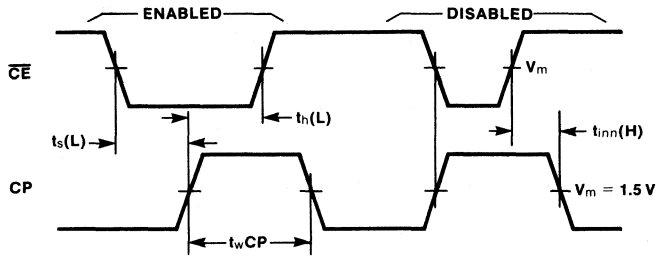 ENABLED DISABLED
CE
Vm
th(L)
ts(L) tinn(H)
CP
Vm = 1.5 V
twCP